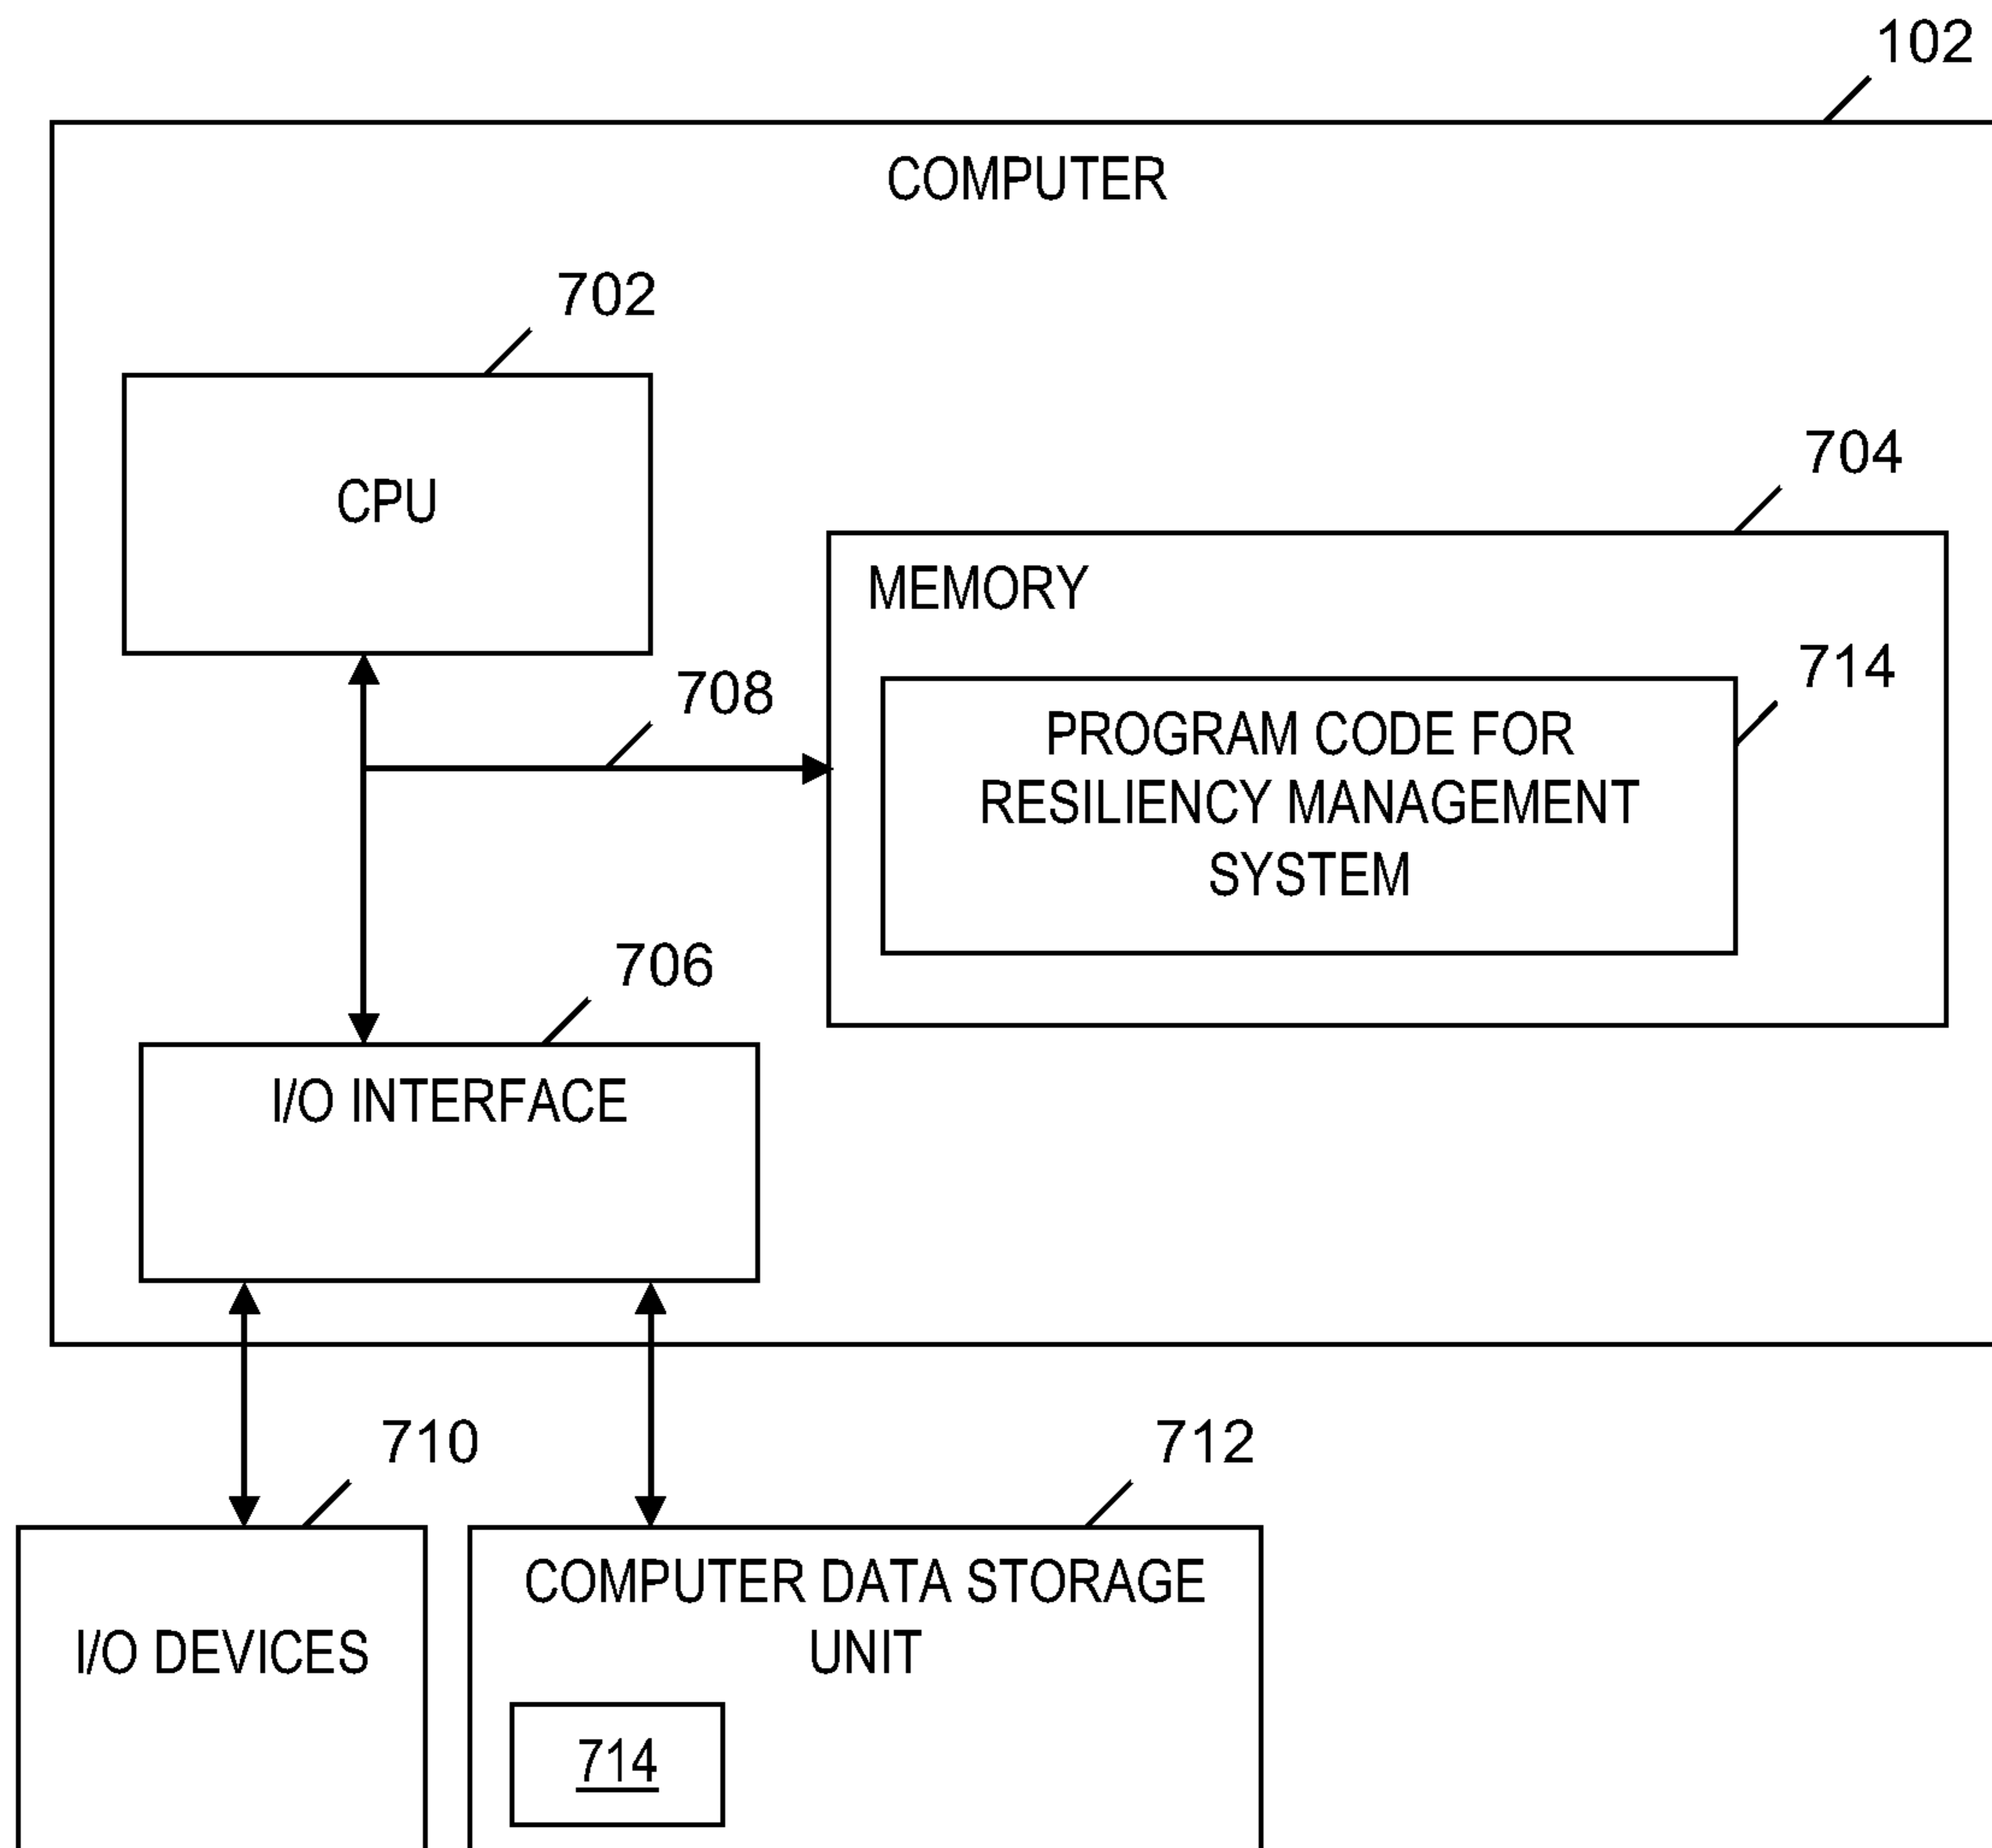 102
COMPUTER
702
CPU
704
MEMORY
708
714
PROGRAM CODE FOR
RESILIENCY MANAGEMENT
SYSTEM
706
I/O INTERFACE
710
712
I/O DEVICES
COMPUTER DATA STORAGE
UNIT
714